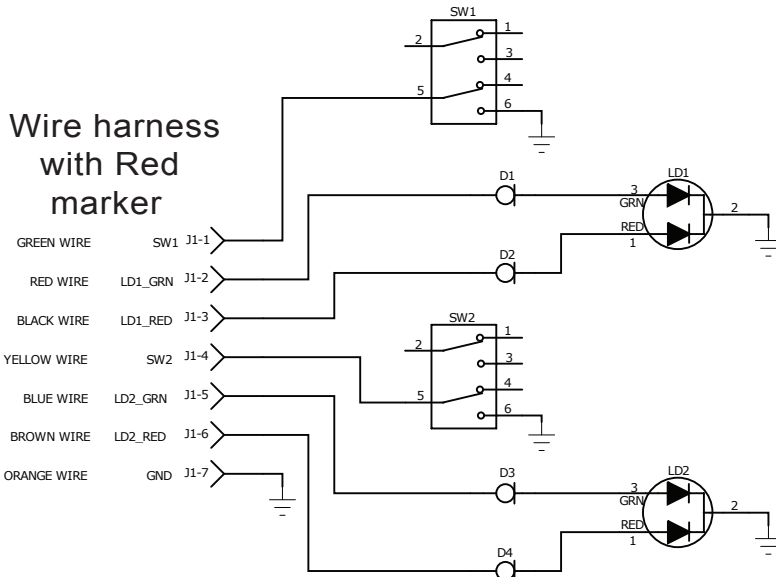 SW1
2
1
3
5
4
6
Wire harness
with Red
marker
D1
3
GRN
LD1
2
RED
1
D2
GREEN WIRE SW1 J1-1
RED WIRE LD1_GRN J1-2
BLACK WIRE LD1_RED J1-3
YELLOW WIRE SW2 J1-4
BLUE WIRE LD2_GRN J1-5
BROWN WIRE LD2_RED J1-6
ORANGE WIRE GND J1-7
SW2
2
1
3
5
4
6
D3
3
GRN
LD2
2
RED
1
D4